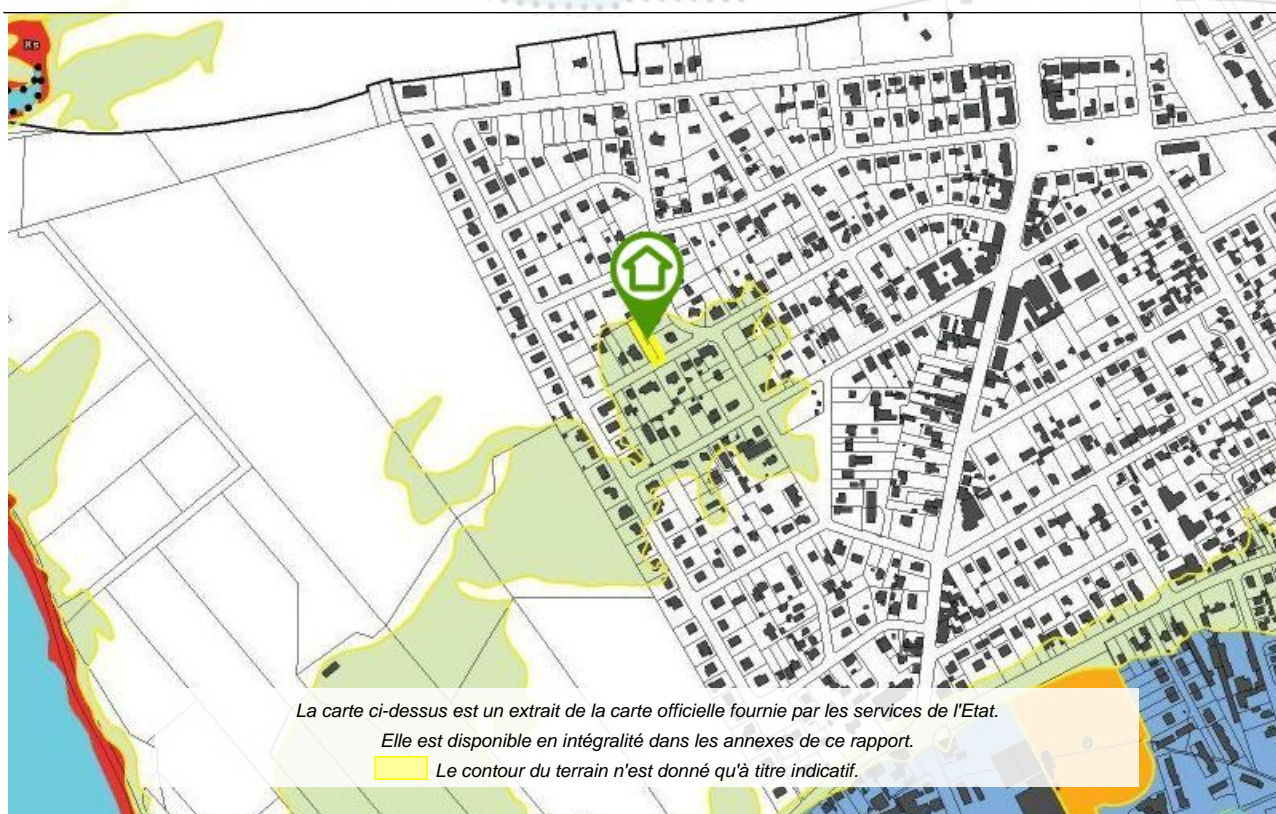 Rs
La carte ci-dessus est un extrait de la carte officielle fournie par les services de l'Etat.
Elle est disponible en intégralité dans les annexes de ce rapport.
Le contour du terrain n'est donné qu'à titre indicatif.